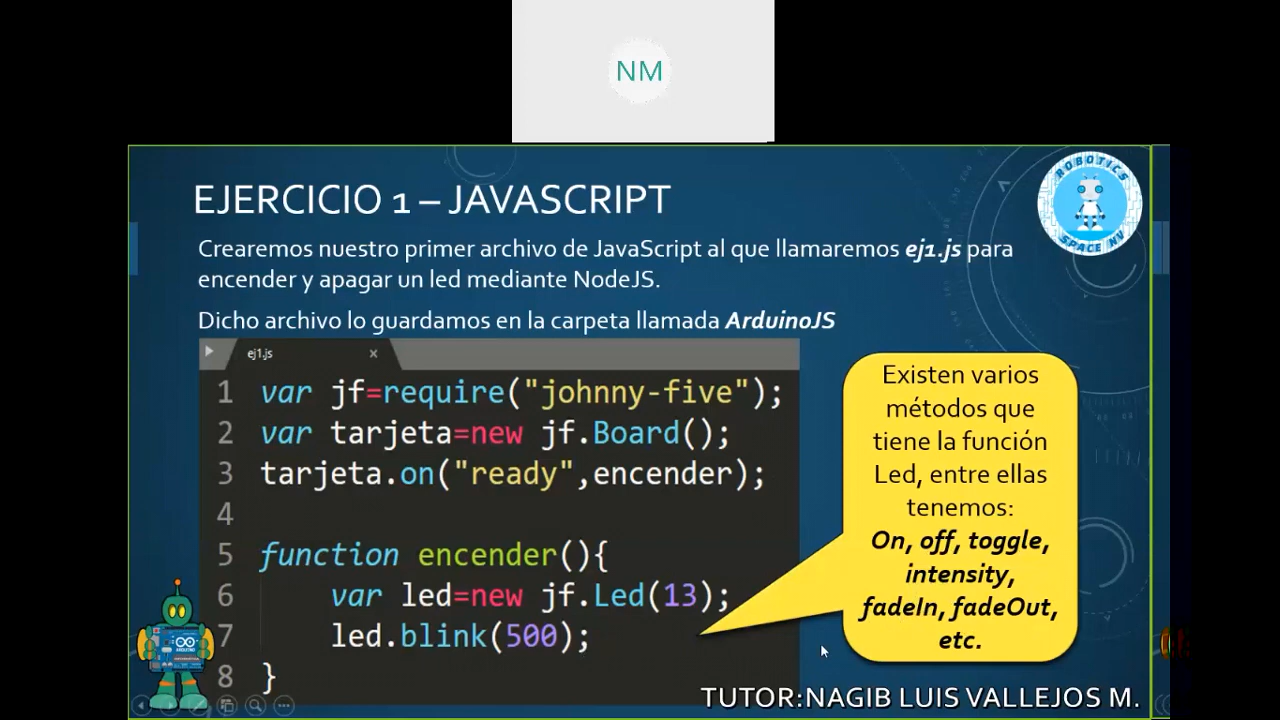 NM
EJERCICIO 1 – JAVASCRIPT
ROBOTICS
SPACE NV
Crearemos nuestro primer archivo de JavaScript al que llamaremos ej1.js para
encender y apagar un led mediante NodeJS.
Dicho archivo lo guardamos en la carpeta llamada ArduinoJS
ej1.js ×
1 var jf=require("johnny-five");
2 var tarjeta=new jf.Board();
3 tarjeta.on("ready",encender);
4
5 function encender(){
6 var led=new jf.Led(13);
7 led.blink(500);
8 }
Existen varios
métodos que
tiene la función
Led, entre ellas
tenemos:
On, off, toggle,
intensity,
fadeIn, fadeOut,
etc.
TUTOR:NAGIB LUIS VALLEJOS M.